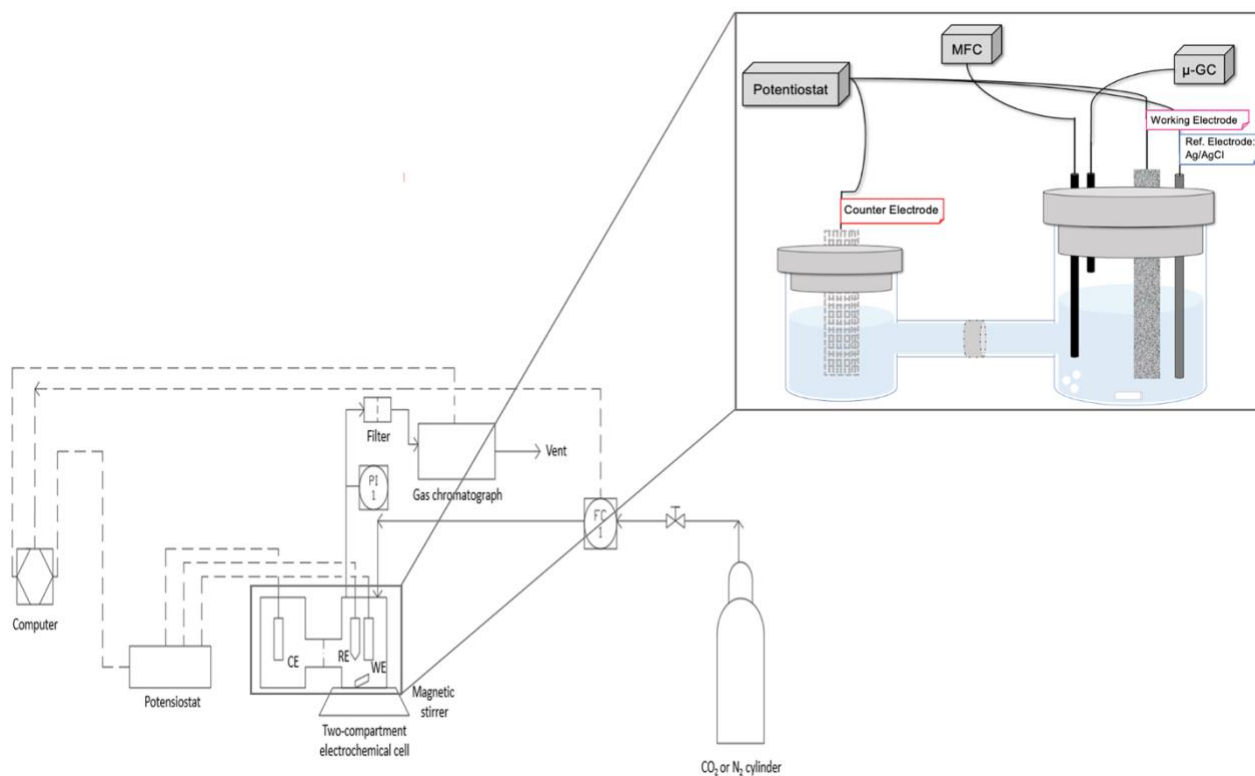 MFC
µ-GC
Potentiostat
Working Electrode
Ref. Electrode:
Ag/AgCl
Counter Electrode
Filter
Vent
PI
1
Gas chromatograph
FC
1
Computer
CE
RE
WE
Potensiostat
Magnetic
stirrer
Two-compartment
electrochemical cell
CO₂ or N₂ cylinder